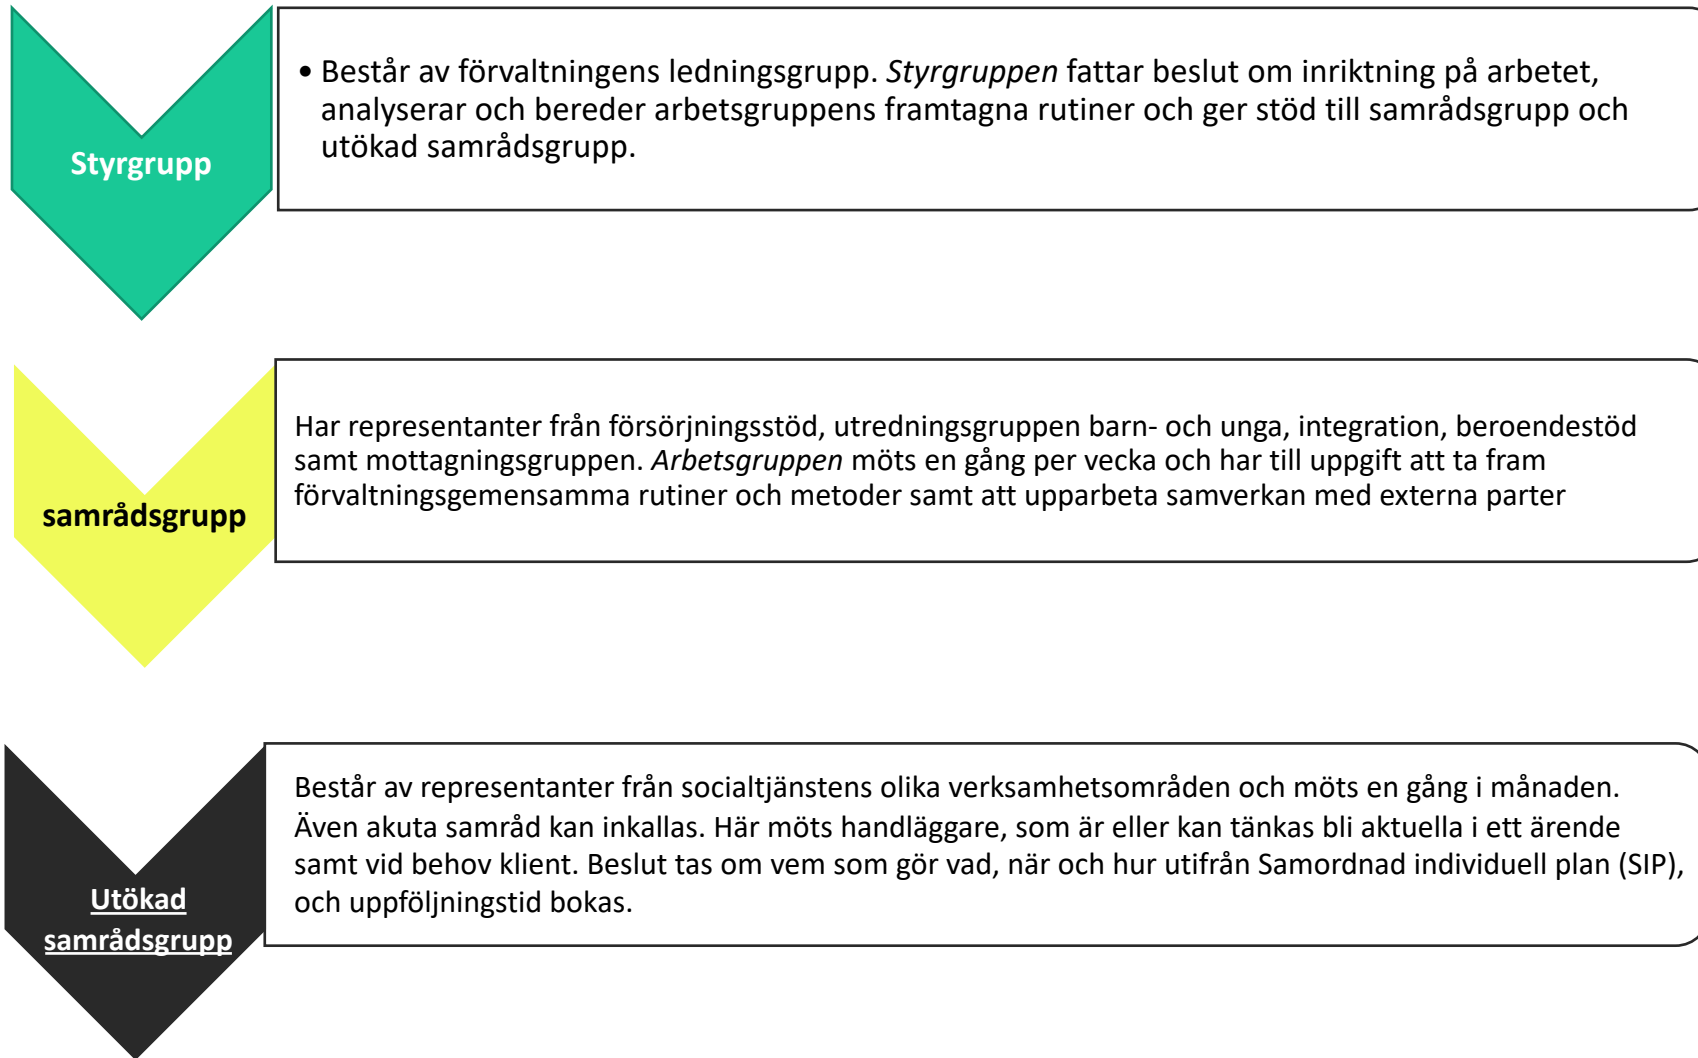 Styrgrupp
• Består av förvaltningens ledningsgrupp. Styrgruppen fattar beslut om inriktning på arbetet,
analyserar och bereder arbetsgruppens framtagna rutiner och ger stöd till samrådsgrupp och
utökad samrådsgrupp.
samrådsgrupp
Har representanter från försörjningsstöd, utredningsgruppen barn- och unga, integration, beroendestöd
samt mottagningsgruppen. Arbetsgruppen möts en gång per vecka och har till uppgift att ta fram
förvaltningsgemensamma rutiner och metoder samt att upparbeta samverkan med externa parter
Utökad
samrådsgrupp
Består av representanter från socialtjänstens olika verksamhetsområden och möts en gång i månaden.
Även akuta samråd kan inkallas. Här möts handläggare, som är eller kan tänkas bli aktuella i ett ärende
samt vid behov klient. Beslut tas om vem som gör vad, när och hur utifrån Samordnad individuell plan (SIP),
och uppföljningstid bokas.